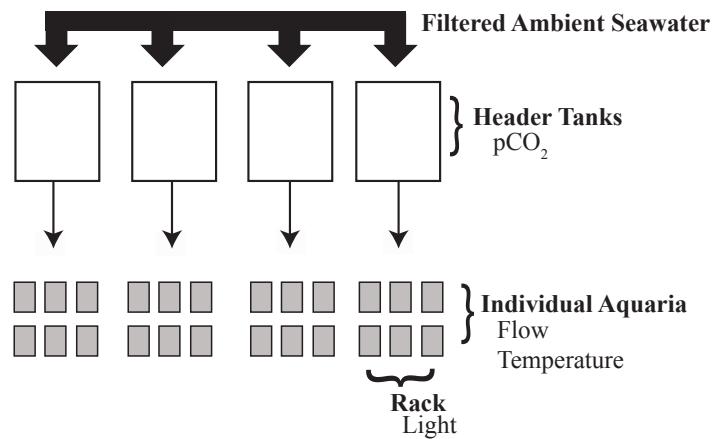 Filtered Ambient Seawater
Header Tanks
pCO₂
Individual Aquaria
Flow
Temperature
Rack
Light